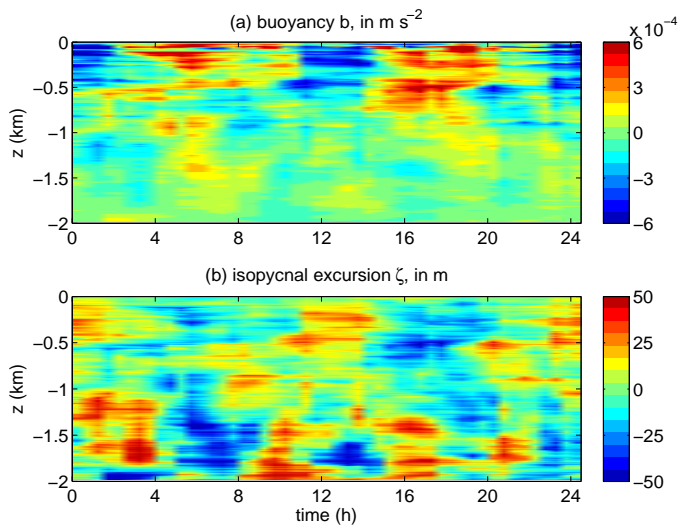 (a) buoyancy b, in m s−2
x 10−4
0
−0.5
−1
−1.5
−2
z (km)
0 4 8 12 16 20 24
6
3
0
−3
−6
(b) isopycnal excursion ζ, in m
0
−0.5
−1
−1.5
−2
z (km)
0 4 8 12 16 20 24
time (h)
50
25
0
−25
−50